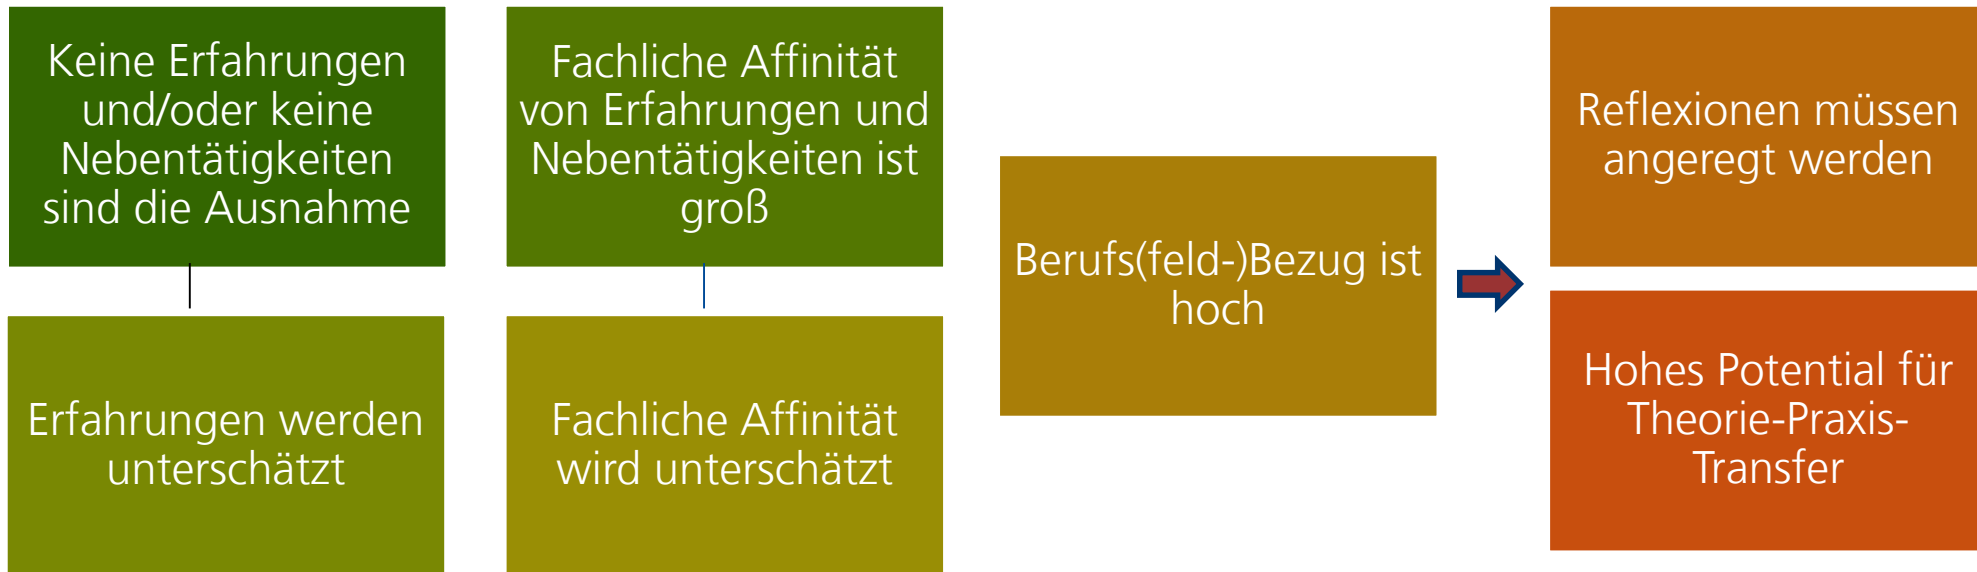 Keine Erfahrungen
und/oder keine
Nebentätigkeiten
sind die Ausnahme
Erfahrungen werden
unterschätzt
Fachliche Affinität
von Erfahrungen und
Nebentätigkeiten ist
groß
Fachliche Affinität
wird unterschätzt
Berufs(feld-)Bezug ist
hoch
Reflexionen müssen
angeregt werden
Hohes Potential für
Theorie-Praxis-
Transfer